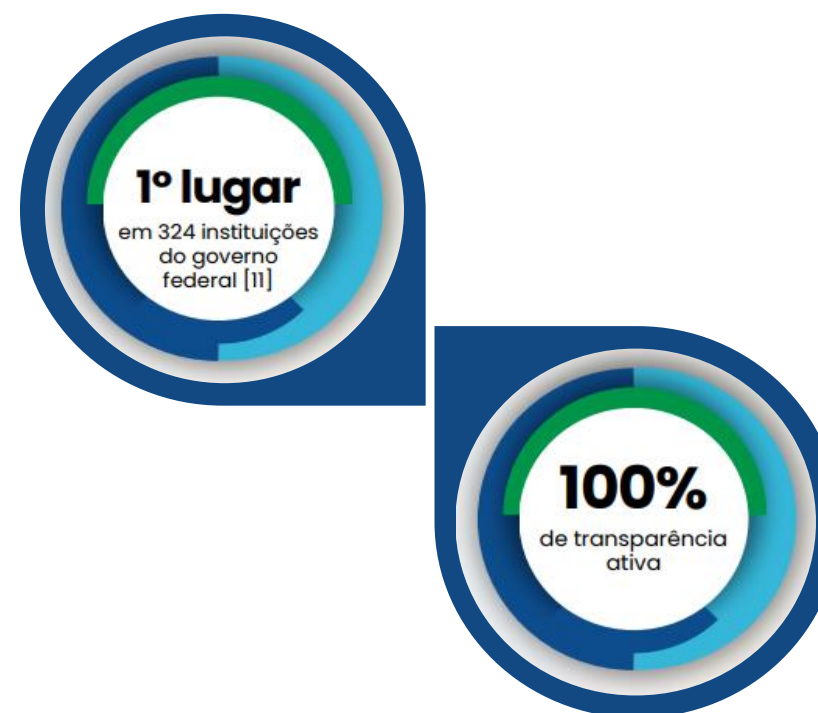 1º lugar
em 324 instituições
do governo
federal [11]
100%
de transparência
ativa